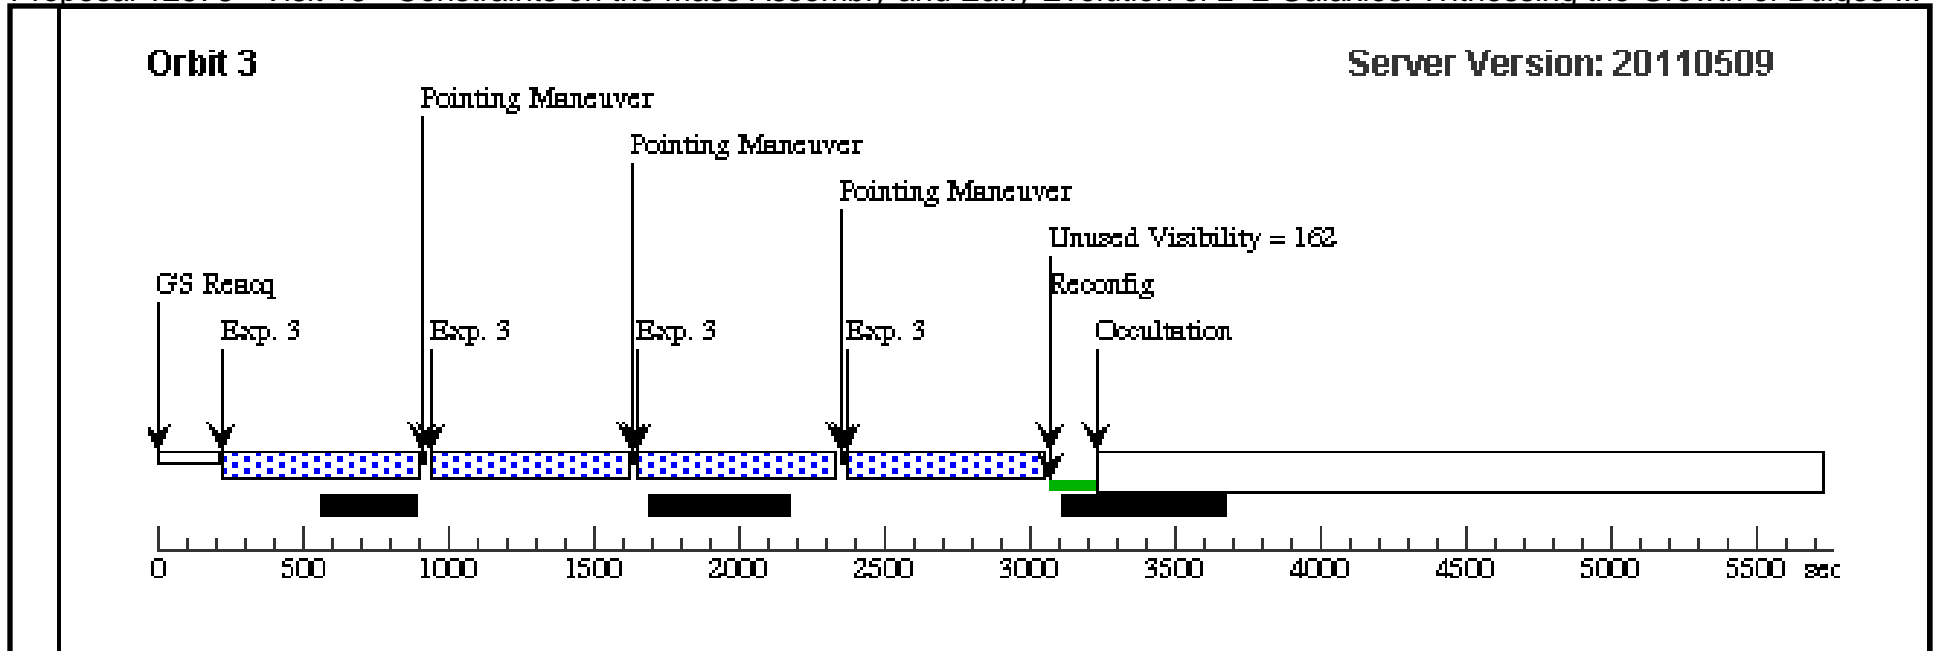 Orbit 3
Server Version: 20110509
Pointing Maneuver
Pointing Maneuver
Pointing Maneuver
Unused Visibility = 162
GS Reacq
Reconfig
Exp. 3
Exp. 3
Exp. 3
Exp. 3
Occultation
0 500 1000 1500 2000 2500 3000 3500 4000 4500 5000 5500 sec